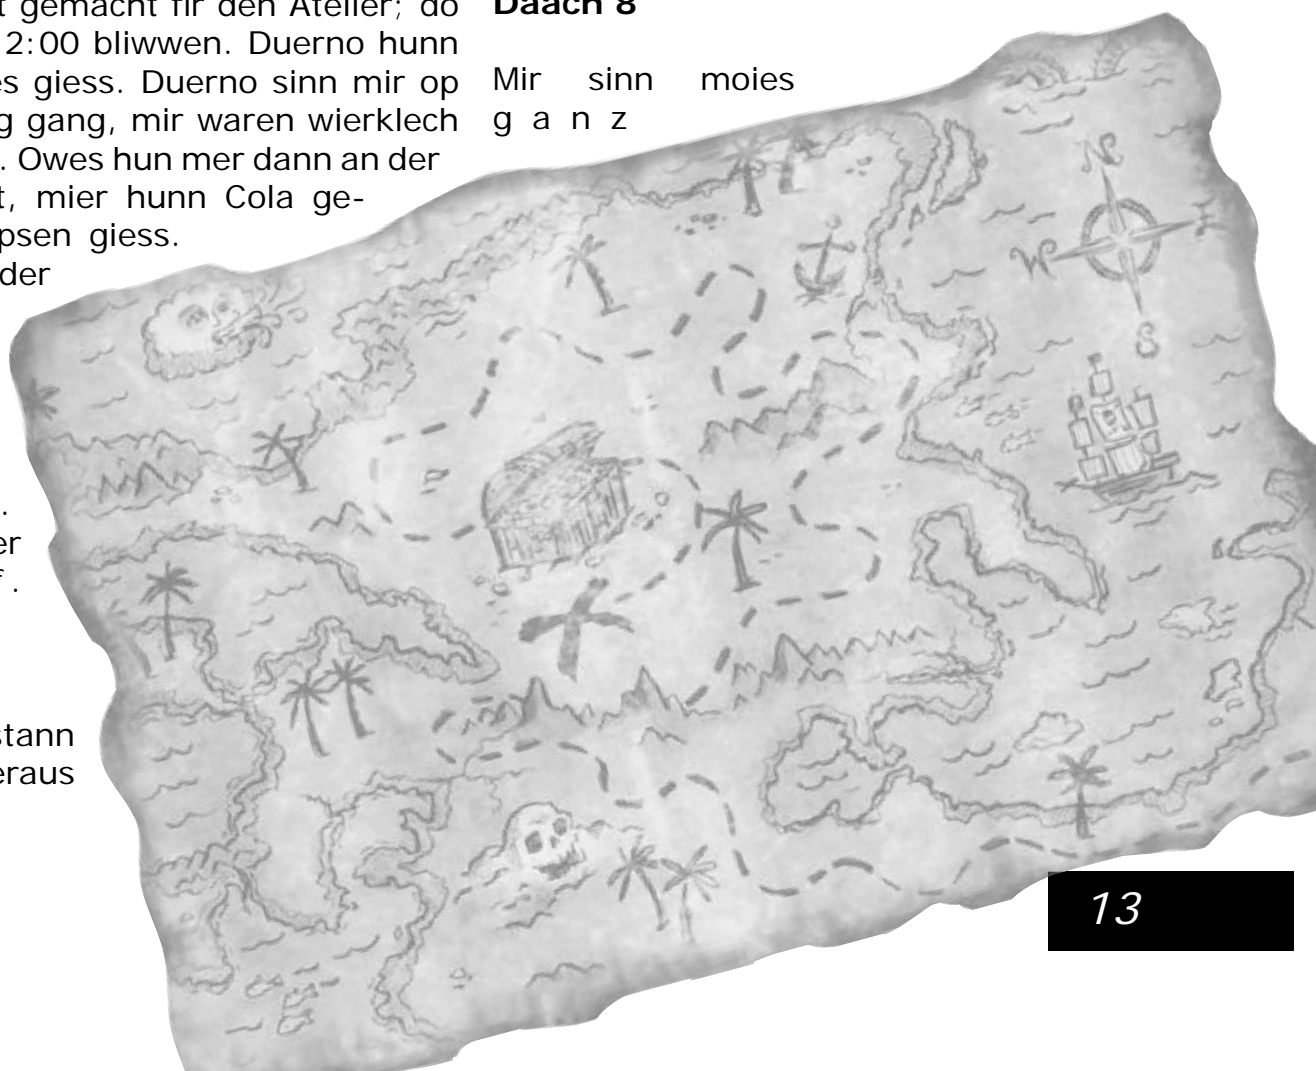 gemacht fir den Atelier; do
2:00 bliwwen. Duerno hunn
giess. Duerno sinn mir op
gang, mir waren wierklech
. Owes hun mer dann an der
t, mier hunn Cola ge-
psen giess.
der
.
er
.
stann
eraus
Daach 8
Mir sinn moies
g a n z
N
W
S
13